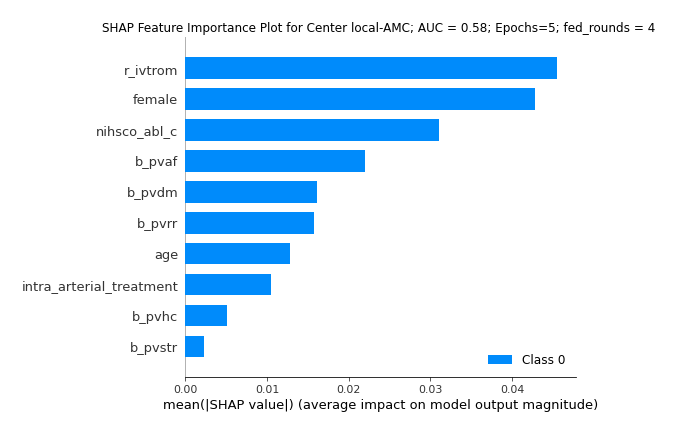 SHAP Feature Importance Plot for Center local-AMC; AUC = 0.58; Epochs=5; fed_rounds = 4
r_ivtrom
female
nihsco_abl_c
b_pvaf
b_pvdm
b_pvrr
age
intra_arterial_treatment
b_pvhc
b_pvstr
Class 0
0.00 0.01 0.02 0.03 0.04
mean(|SHAP value|) (average impact on model output magnitude)